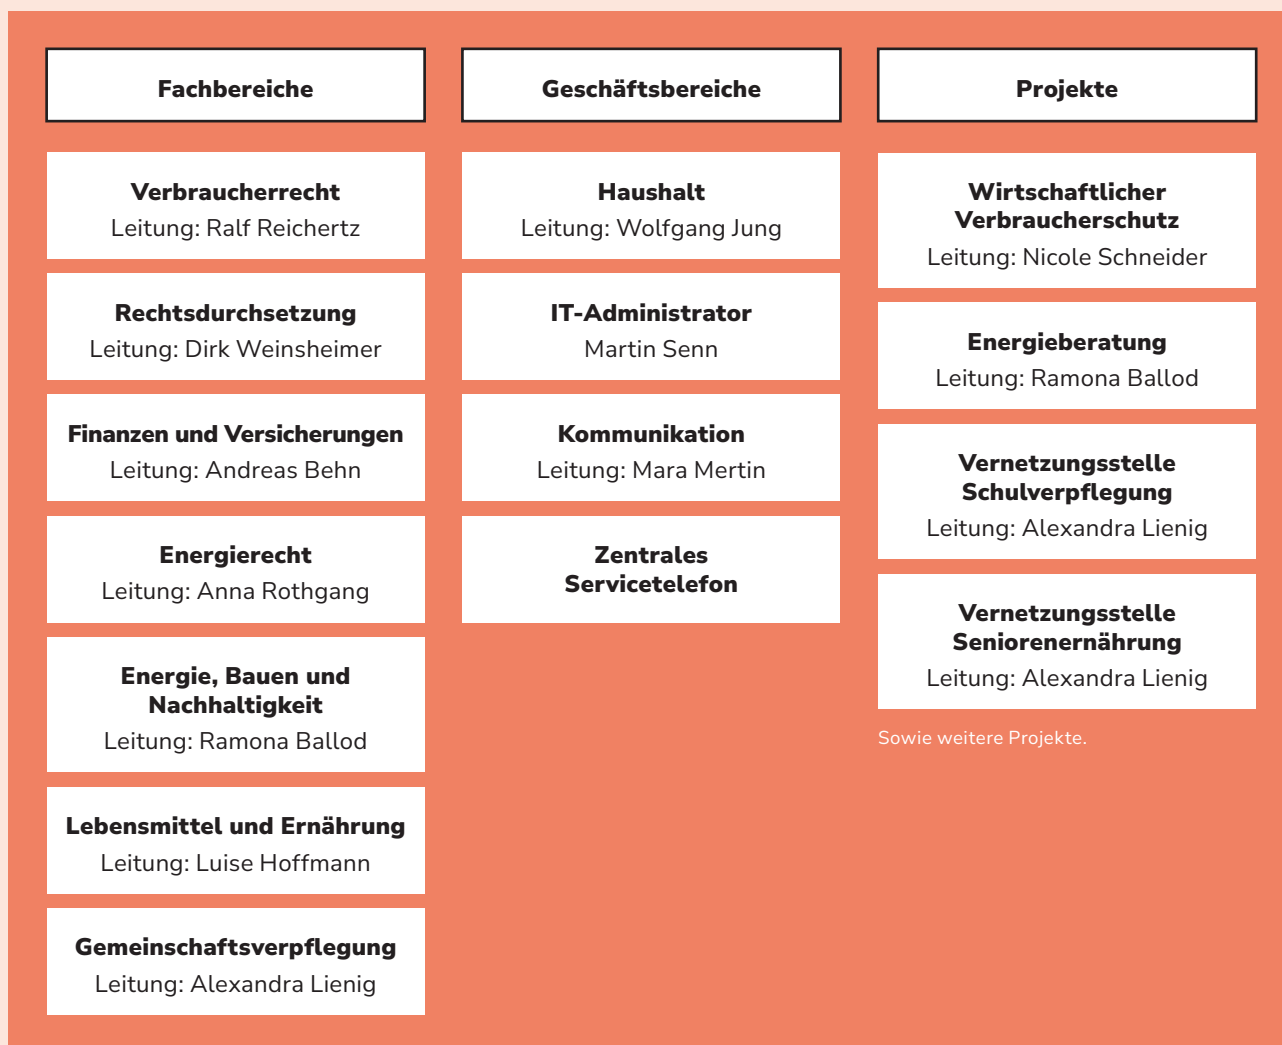 Fachbereiche
Verbraucherrecht
Leitung: Ralf Reichertz
Rechtsdurchsetzung
Leitung: Dirk Weinsheimer
Finanzen und Versicherungen
Leitung: Andreas Behn
Energierecht
Leitung: Anna Rothgang
Energie, Bauen und
Nachhaltigkeit
Leitung: Ramona Ballod
Lebensmittel und Ernährung
Leitung: Luise Hoffmann
Gemeinschaftsverpflegung
Leitung: Alexandra Lienig
Geschäftsbereiche
Haushalt
Leitung: Wolfgang Jung
IT-Administrator
Martin Senn
Kommunikation
Leitung: Mara Mertin
Zentrales
Servicetelefon
Projekte
Wirtschaftlicher
Verbraucherschutz
Leitung: Nicole Schneider
Energieberatung
Leitung: Ramona Ballod
Vernetzungsstelle
Schulverpflegung
Leitung: Alexandra Lienig
Vernetzungsstelle
Seniorenernährung
Leitung: Alexandra Lienig
Sowie weitere Projekte.